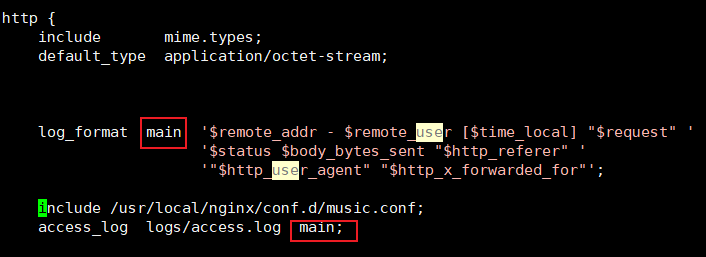 http {
    include       mime.types;
    default_type  application/octet-stream;
    log_format  main  '$remote_addr - $remote_user [$time_local] "$request" '
                      '$status $body_bytes_sent "$http_referer" '
                      '"$http_user_agent" "$http_x_forwarded_for"';
    include /usr/local/nginx/conf.d/music.conf;
    access_log  logs/access.log  main;